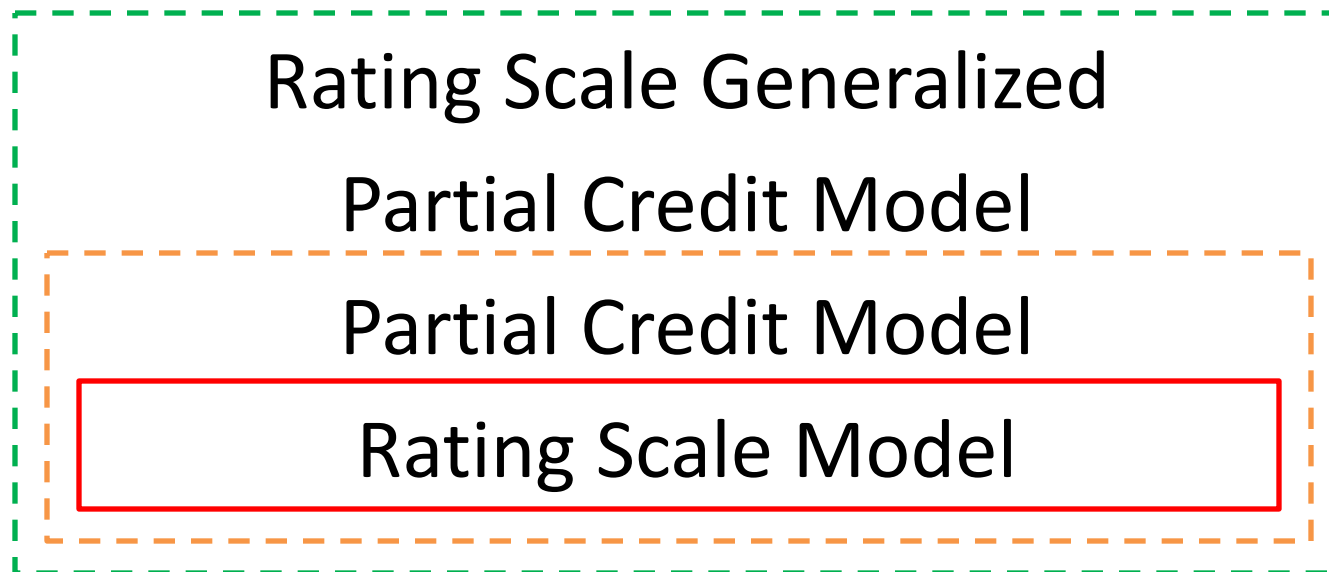 Rating Scale Generalized
Partial Credit Model
Partial Credit Model
Rating Scale Model